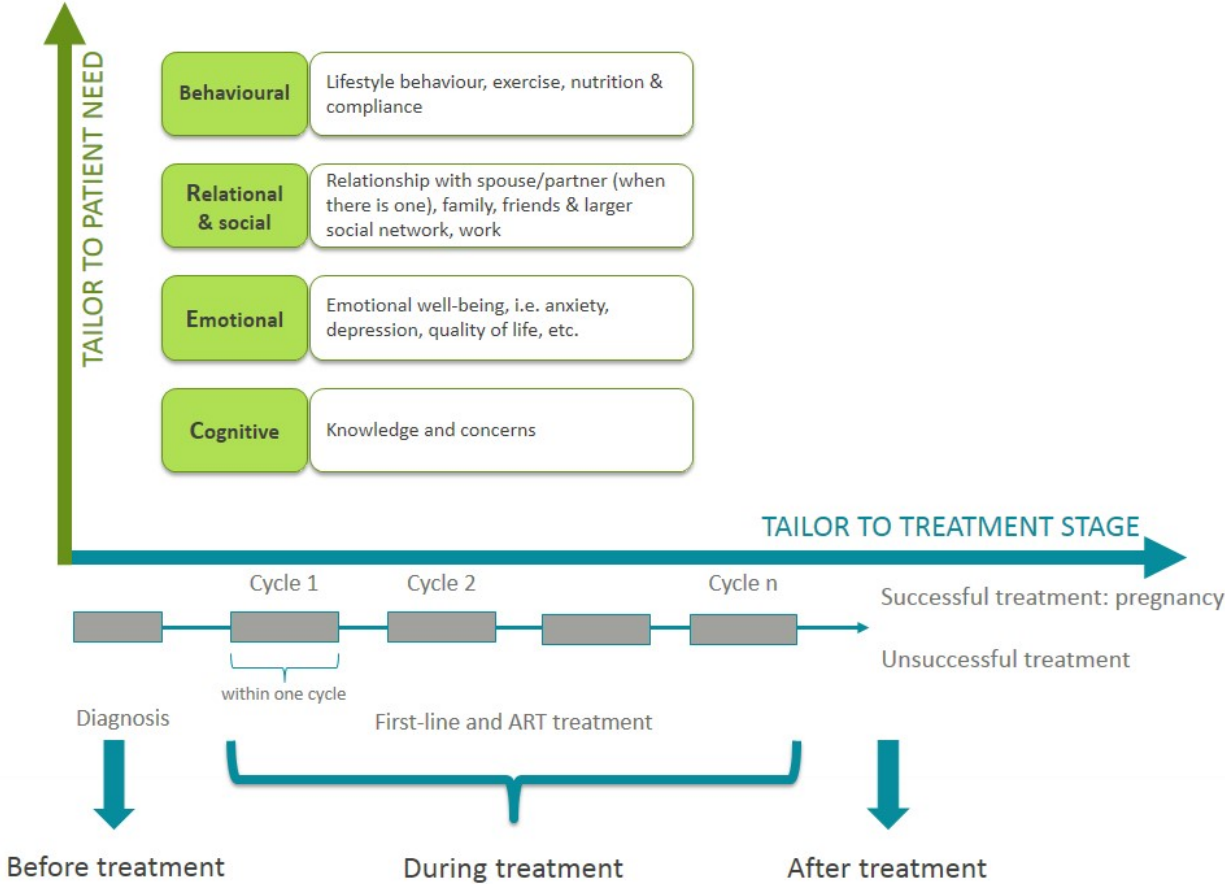 TAILOR TO PATIENT NEED
Behavioural
Lifestyle behaviour, exercise, nutrition &
compliance
Relational
& social
Relationship with spouse/partner (when
there is one), family, friends & larger
social network, work
Emotional
Emotional well-being, i.e. anxiety,
depression, quality of life, etc.
Cognitive
Knowledge and concerns
TAILOR TO TREATMENT STAGE
Cycle 1
Cycle 2
Cycle n
Successful treatment: pregnancy
Unsuccessful treatment
within one cycle
Diagnosis
First-line and ART treatment
Before treatment
During treatment
After treatment